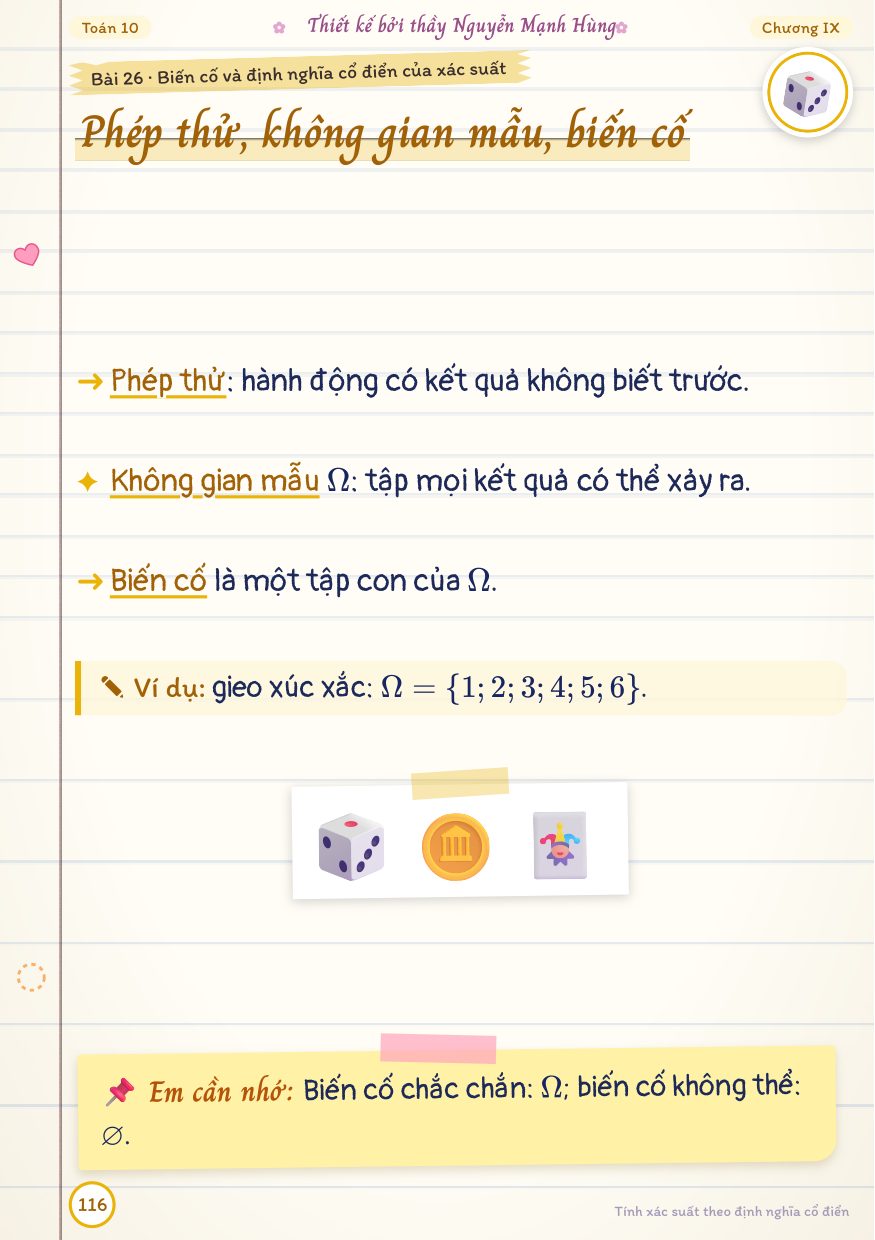 Toán 10
Thiết kế bởi thầy Nguyễn Mạnh Hùng
Chương IX
Bài 26 · Biến cố và định nghĩa cổ điển của xác suất
Phép thử, không gian mẫu, biến cố
→ Phép thử: hành động có kết quả không biết trước.
✦ Không gian mẫu Ω: tập mọi kết quả có thể xảy ra.
→ Biến cố là một tập con của Ω.
Ví dụ: gieo xúc xắc: Ω = {1; 2; 3; 4; 5; 6}.
Em cần nhớ: Biến cố chắc chắn: Ω; biến cố không thể:
∅.
116
Tính xác suất theo định nghĩa cổ điển